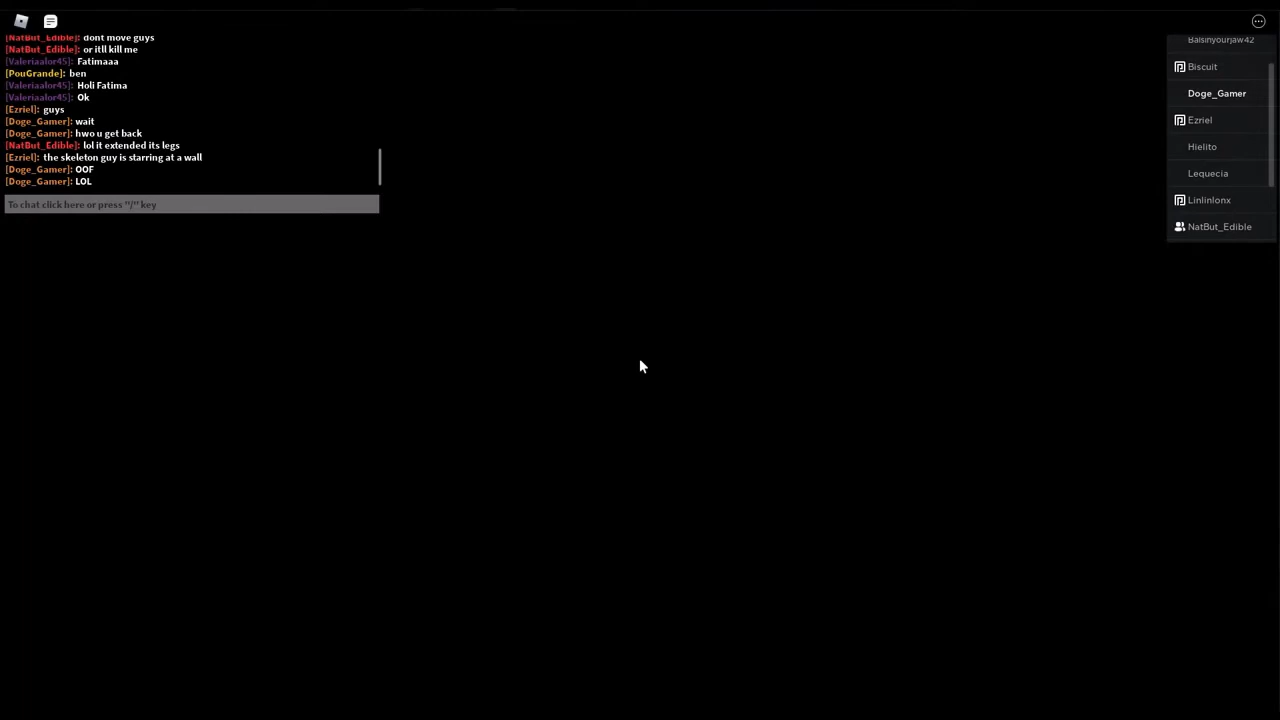 [NatBut_Edible]: dont move guys
[NatBut_Edible]: or itll kill me
[Valeriaalor45]: Fatimaaa
[PouGrande]: ben
[Valeriaalor45]: Holi Fatima
[Valeriaalor45]: Ok
[Ezriel]: guys
[Doge_Gamer]: wait
[Doge_Gamer]: hwo u get back
[NatBut_Edible]: lol it extended its legs
[Ezriel]: the skeleton guy is starring at a wall
[Doge_Gamer]: OOF
[Doge_Gamer]: LOL
To chat click here or press "/" key
Balsinyourjaw42
Biscuit
Doge_Gamer
Ezriel
Hielito
Lequecia
Linlinlonx
NatBut_Edible